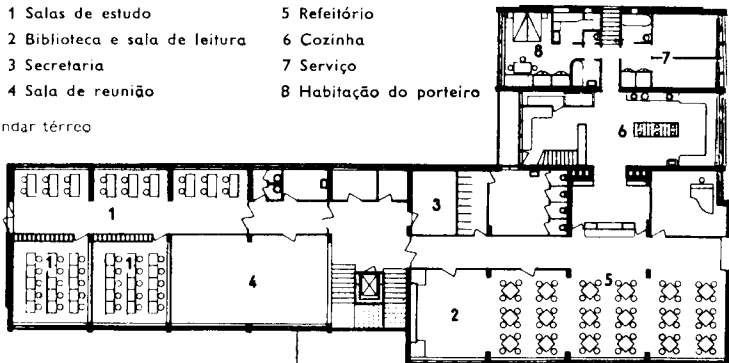 1 Salas de estudo
2 Biblioteca e sala de leitura
3 Secretaria
4 Sala de reunião
5 Refeitório
6 Cozinha
7 Serviço
8 Habitação do porteiro
ndar térreo
8
7
6
1
3
1
1
4
5
2